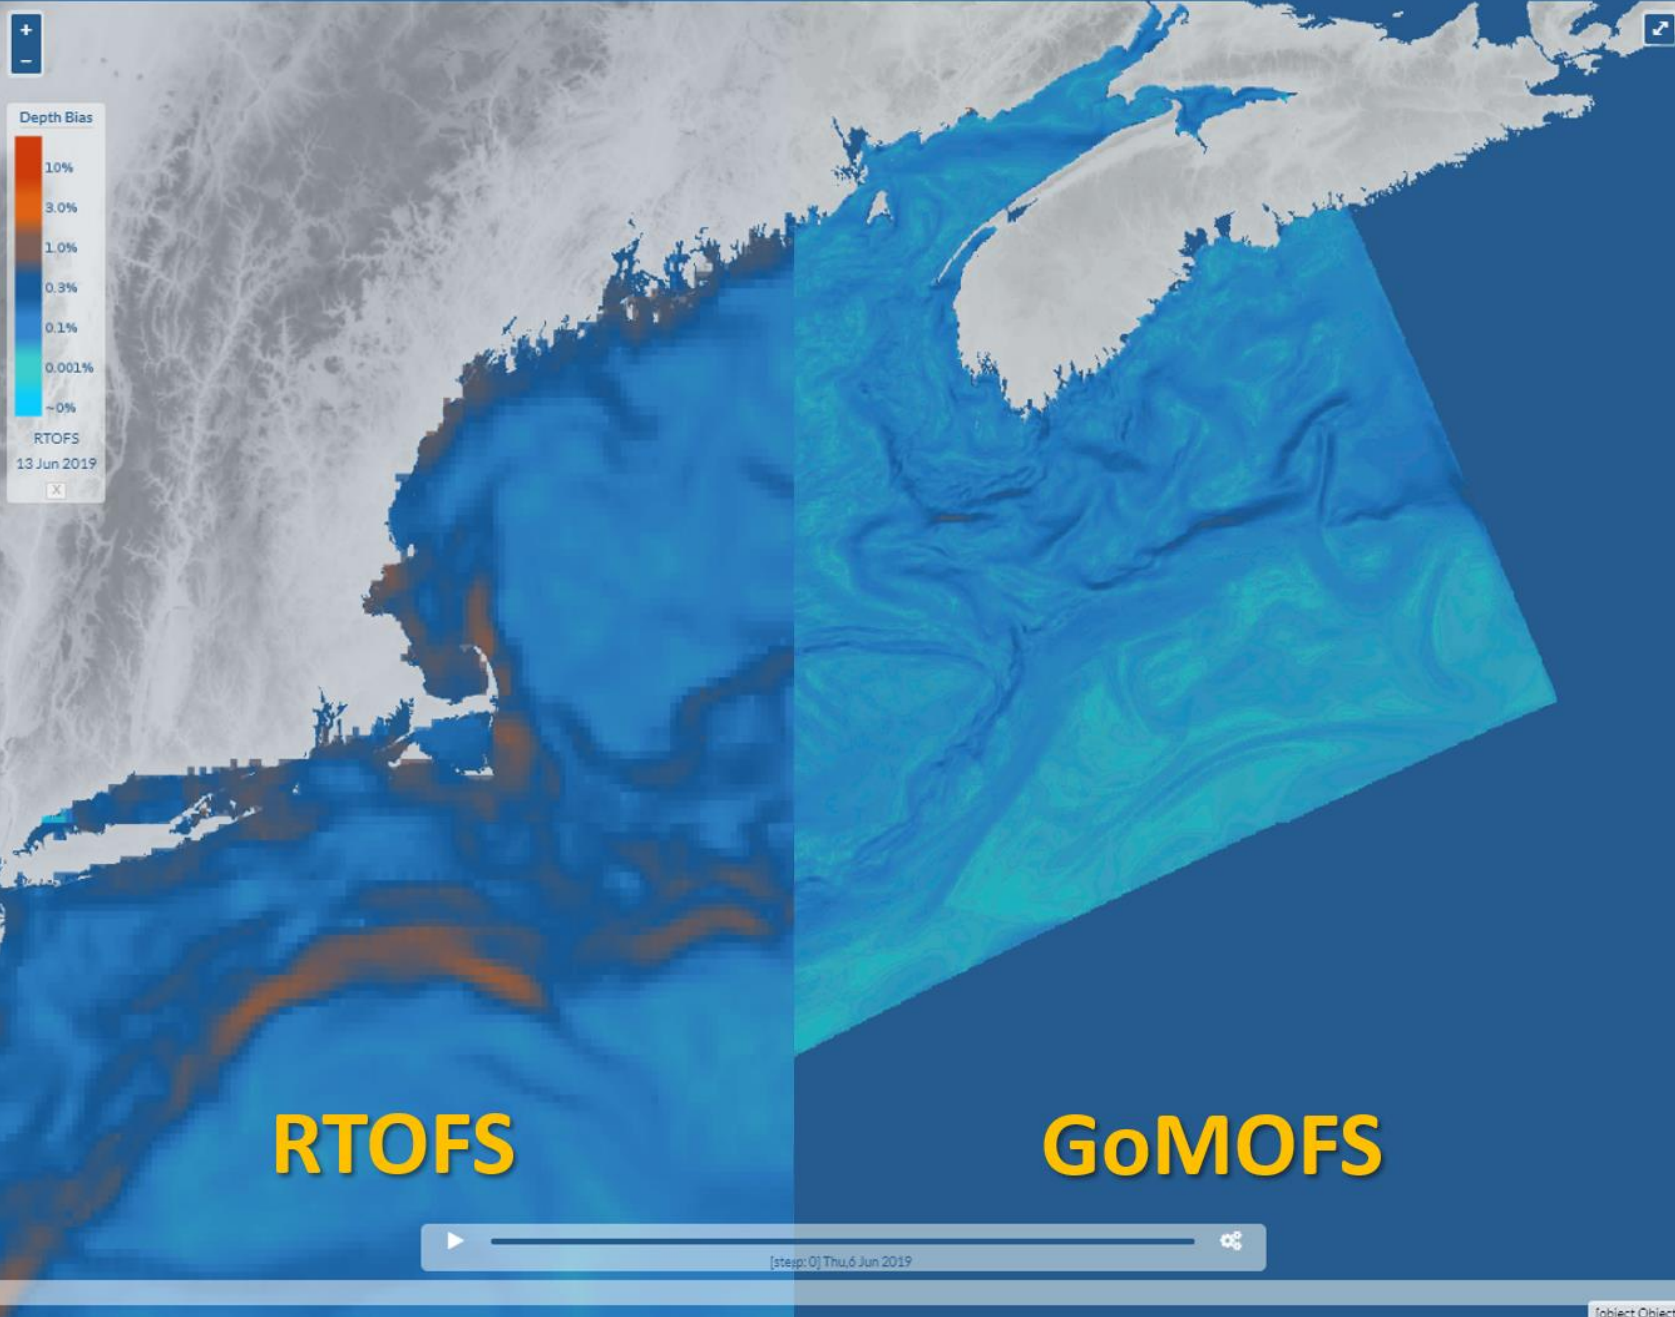 +
−
Depth Bias
10%
3.0%
1.0%
0.3%
0.1%
0.001%
~0%
RTOFS
13 Jun 2019
X
RTOFS
GoMOFS
[step: 0] Thu,6 Jun 2019
[object Object